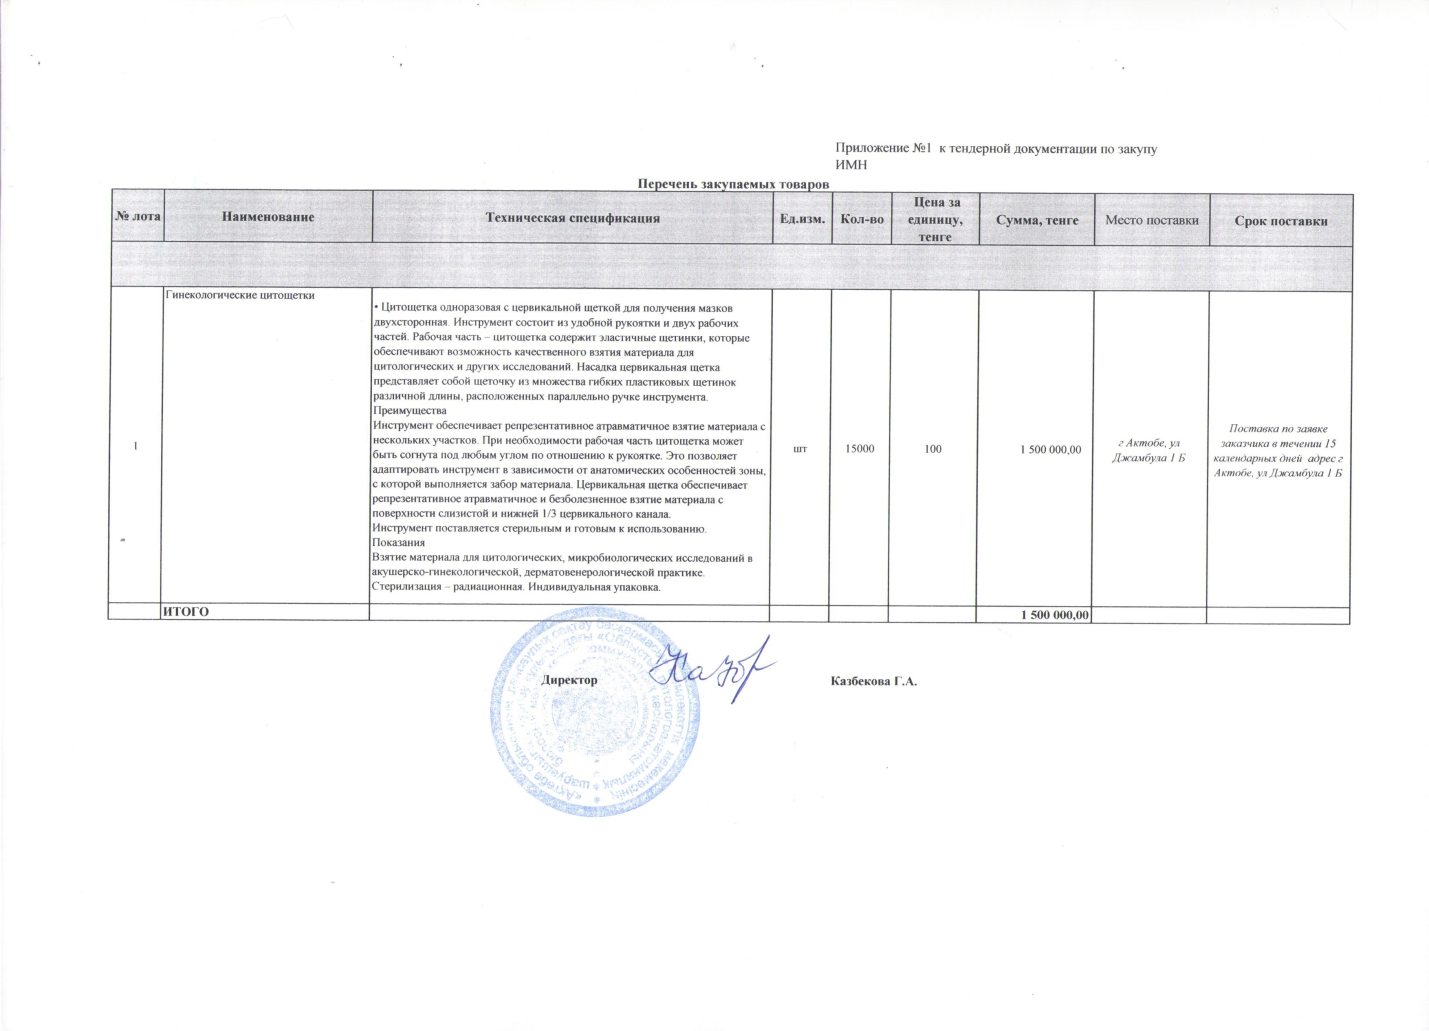 Приложение №1 к тендерной документации по закупу
ИМН
Перечень закупаемых товаров
№ лота
Наименование
Техническая спецификация
Ед.изм.
Кол-во
Цена за
единицу,
тенге
Сумма, тенге
Место поставки
Срок поставки
1
Гинекологические цитощетки
• Цитощетка одноразовая с цервикальной щеткой для получения мазков
двухсторонная. Инструмент состоит из удобной рукоятки и двух рабочих
частей. Рабочая часть – цитощетка содержит эластичные щетинки, которые
обеспечивают возможность качественного взятия материала для
цитологических и других исследований. Насадка цервикальная щетка
представляет собой щеточку из множества гибких пластиковых щетинок
различной длины, расположенных параллельно ручке инструмента.
Преимущества
Инструмент обеспечивает репрезентативное атравматичное взятие материала с
нескольких участков. При необходимости рабочая часть цитощетка может
быть согнута под любым углом по отношению к рукоятке. Это позволяет
адаптировать инструмент в зависимости от анатомических особенностей зоны,
с которой выполняется забор материала. Цервикальная щетка обеспечивает
репрезентативное атравматичное и безболезненное взятие материала с
поверхности слизистой и нижней 1/3 цервикального канала.
Инструмент поставляется стерильным и готовым к использованию.
Показания
Взятие материала для цитологических, микробиологических исследований в
акушерско-гинекологической, дерматовенерологической практике.
Стерилизация – радиационная. Индивидуальная упаковка.
шт
15000
100
1 500 000,00
г Актобе, ул
Джамбула 1 Б
Поставка по заявке
заказчика в течении 15
календарных дней адрес г
Актобе, ул Джамбула 1 Б
ИТОГО
1 500 000,00
Директор
Казбекова Г.А.